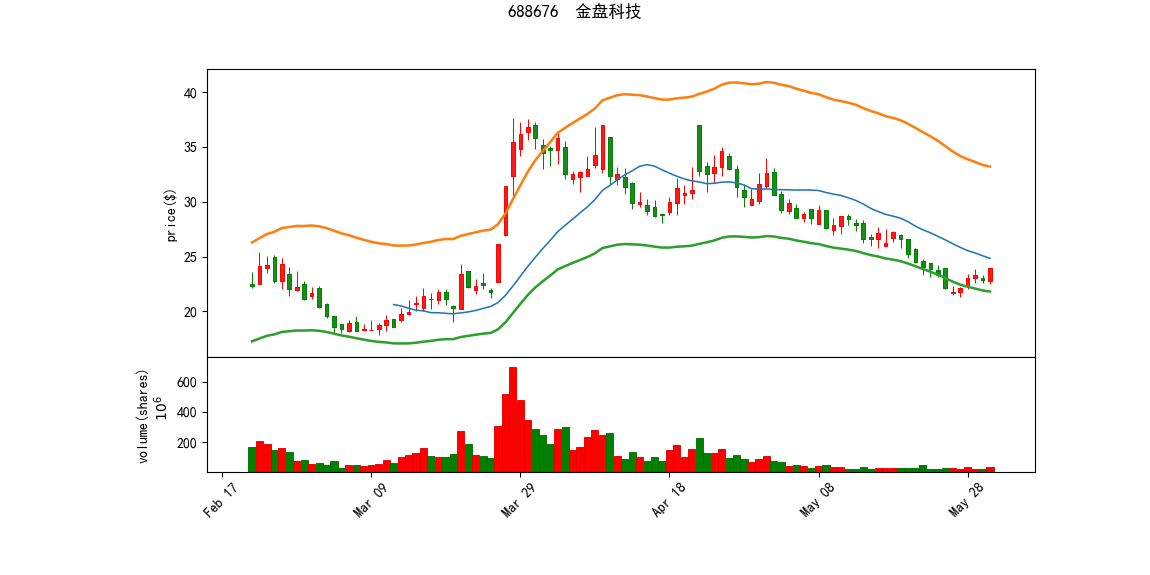 688676 金盘科技
price($)
40
35
30
25
20
volume(shares)
10^6
600
400
200
Feb 17
Mar 09
Mar 29
Apr 18
May 08
May 28